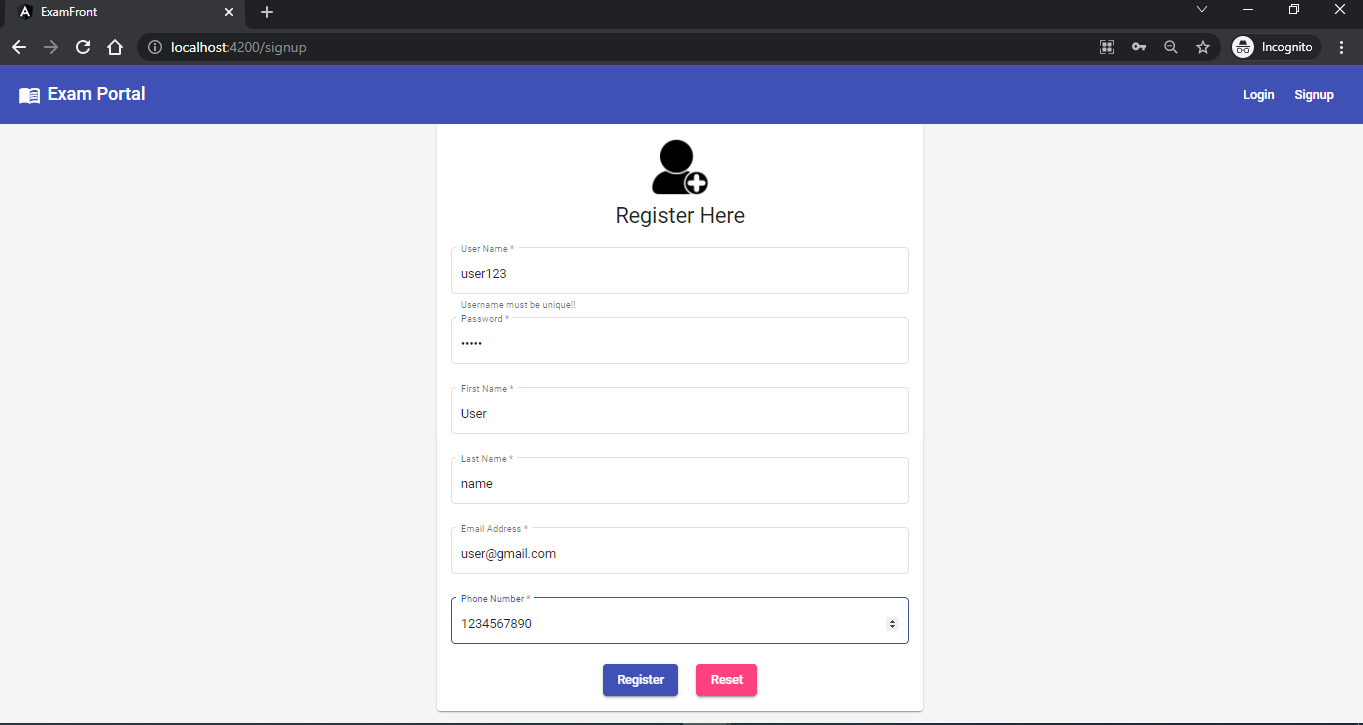 ExamFront
localhost:4200/signup
Incognito
Exam Portal
Login Signup
Register Here
User Name *
user123
Username must be unique!!
Password *
•••••
First Name *
User
Last Name *
name
Email Address *
user@gmail.com
Phone Number *
1234567890
Register Reset